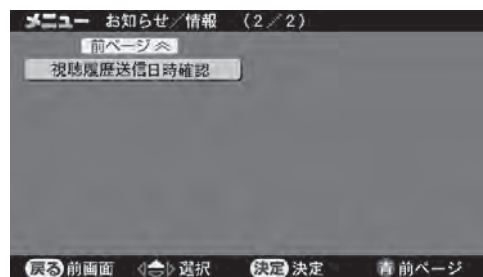 メニュー お知らせ／情報 (２／２)
前ページ
視聴履歴送信日時確認
戻る 前画面 選択 決定 決定 青 前ページ